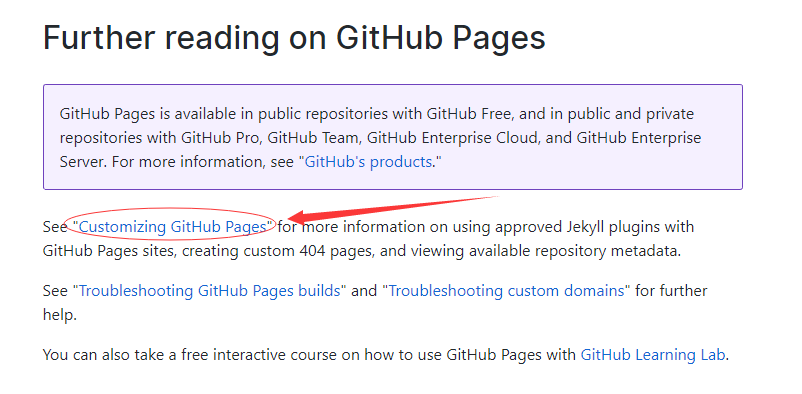 Further reading on GitHub Pages
GitHub Pages is available in public repositories with GitHub Free, and in public and private
repositories with GitHub Pro, GitHub Team, GitHub Enterprise Cloud, and GitHub Enterprise
Server. For more information, see "GitHub's products."
See "Customizing GitHub Pages" for more information on using approved Jekyll plugins with
GitHub Pages sites, creating custom 404 pages, and viewing available repository metadata.
See "Troubleshooting GitHub Pages builds" and "Troubleshooting custom domains" for further
help.
You can also take a free interactive course on how to use GitHub Pages with GitHub Learning Lab.